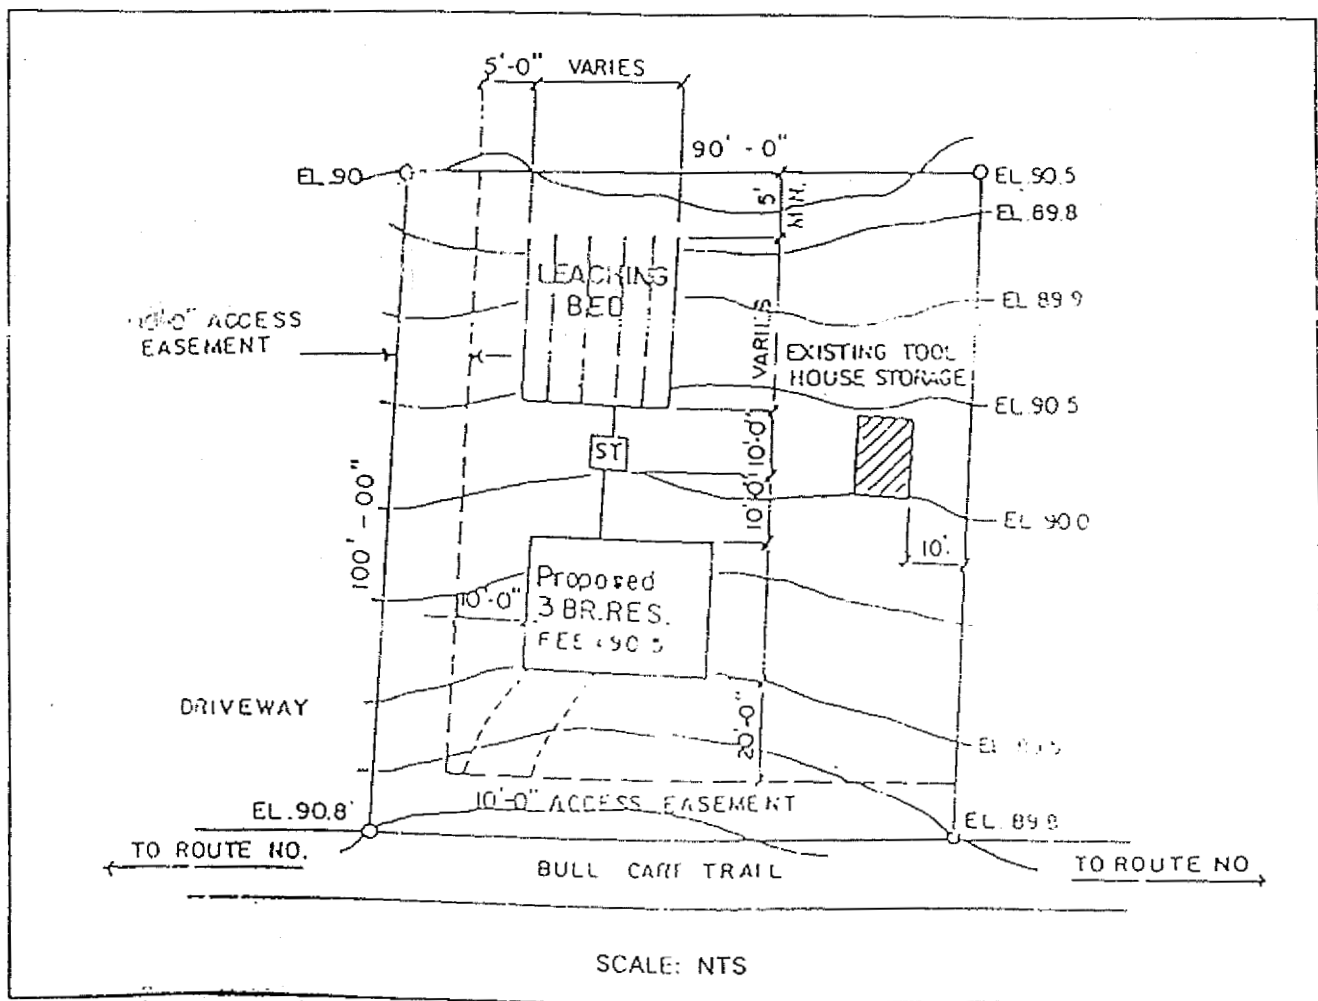 5'-0" VARIES
90' - 0"
EL.90
EL.90.5
5'
MIN.
EL.89.8
LEACHING
BED
EL 89.9
10'-0" ACCESS
EASEMENT
VARIES
EXISTING TOOL
HOUSE STORAGE
EL.90.5
10'-0'
ST
10'-0"
EL 90.0
100' - 00"
10'.
Proposed
10'-0"
3 BR. RES.
DRIVEWAY
20'-0"
10'-0" ACCESS EASEMENT
EL.90.8'
EL. 89.8
TO ROUTE NO.
BULL TRAIL
TO ROUTE NO
SCALE: NTS